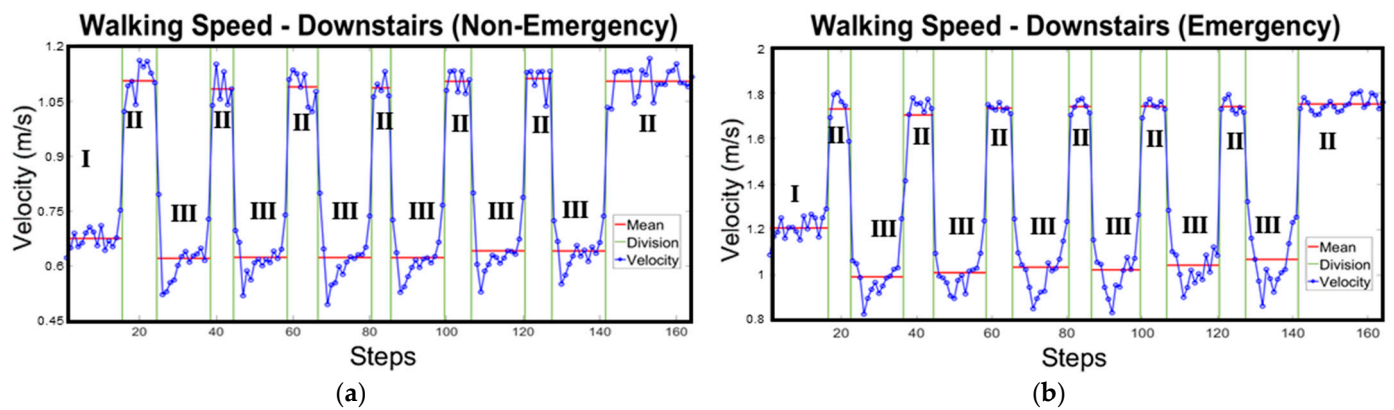 Walking Speed - Downstairs (Non-Emergency)
1.2
1.05
0.9
0.75
0.6
0.45
Velocity (m/s)
I
II
II
II
II
II
II
II
III
III
III
III
III
III
Mean
Division
Velocity
20 40 60 80 100 120 140 160
Steps
(a)
Walking Speed - Downstairs (Emergency)
2
1.8
1.6
1.4
1.2
1
0.8
Velocity (m/s)
I
II
II
II
II
II
II
II
III
III
III
III
III
III
Mean
Division
Velocity
20 40 60 80 100 120 140 160
Steps
(b)